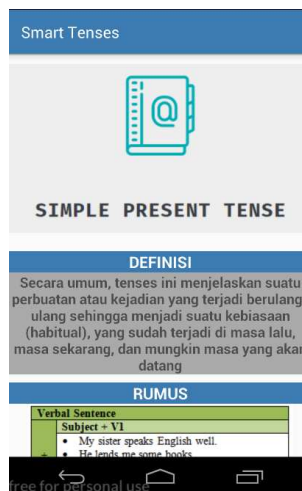 Smart Tenses
@
SIMPLE PRESENT TENSE
DEFINISI
Secara umum, tenses ini menjelaskan suatu
perbuatan atau kejadian yang terjadi berulang
ulang sehingga menjadi suatu kebiasaan
(habitual), yang sudah terjadi di masa lalu,
masa sekarang, dan mungkin masa yang akan
datang
RUMUS
Verbal Sentence
Subject + V1
+
• My sister speaks English well.
• He lends me some books.
free for personal use